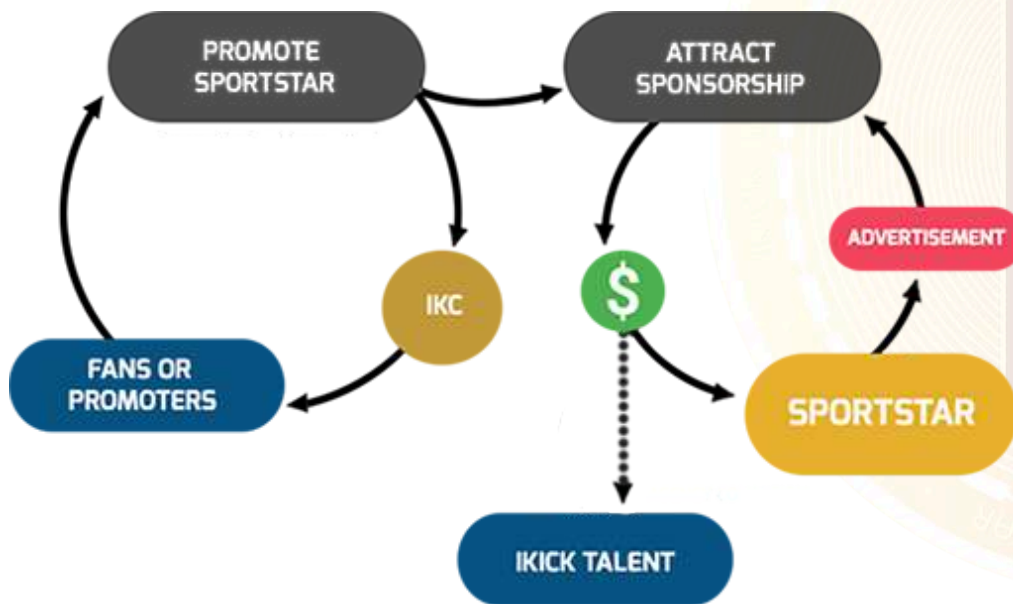 PROMOTE
SPORTSTAR
ATTRACT
SPONSORSHIP
ADVERTISEMENT
$
IKC
FANS OR
PROMOTERS
SPORTSTAR
IKICK TALENT